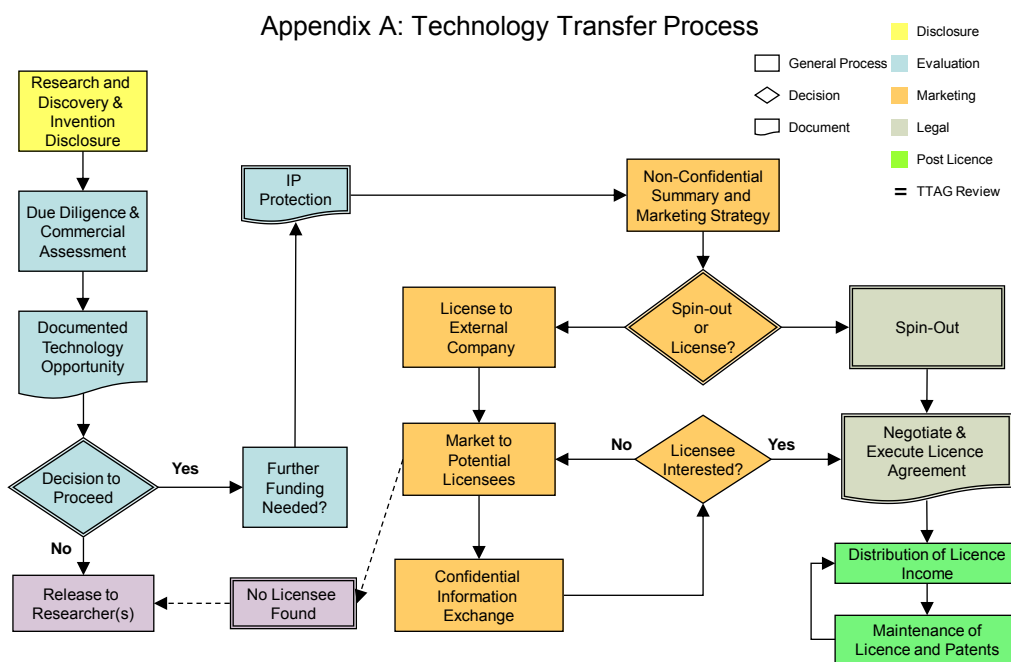 Appendix A: Technology Transfer Process
Disclosure
General Process
Evaluation
Decision
Marketing
Document
Legal
Post Licence
TTAG Review
Research and
Discovery &
Invention
Disclosure
Due Diligence &
Commercial
Assessment
Documented
Technology
Opportunity
Decision to
Proceed
Yes
No
Further
Funding
Needed?
IP
Protection
Release to
Researcher(s)
No Licensee
Found
Non-Confidential
Summary and
Marketing Strategy
Spin-out
or
License?
License to
External
Company
Spin-Out
Market to
Potential
Licensees
No
Licensee
Interested?
Yes
Negotiate &
Execute Licence
Agreement
Confidential
Information
Exchange
Distribution of Licence
Income
Maintenance of
Licence and Patents